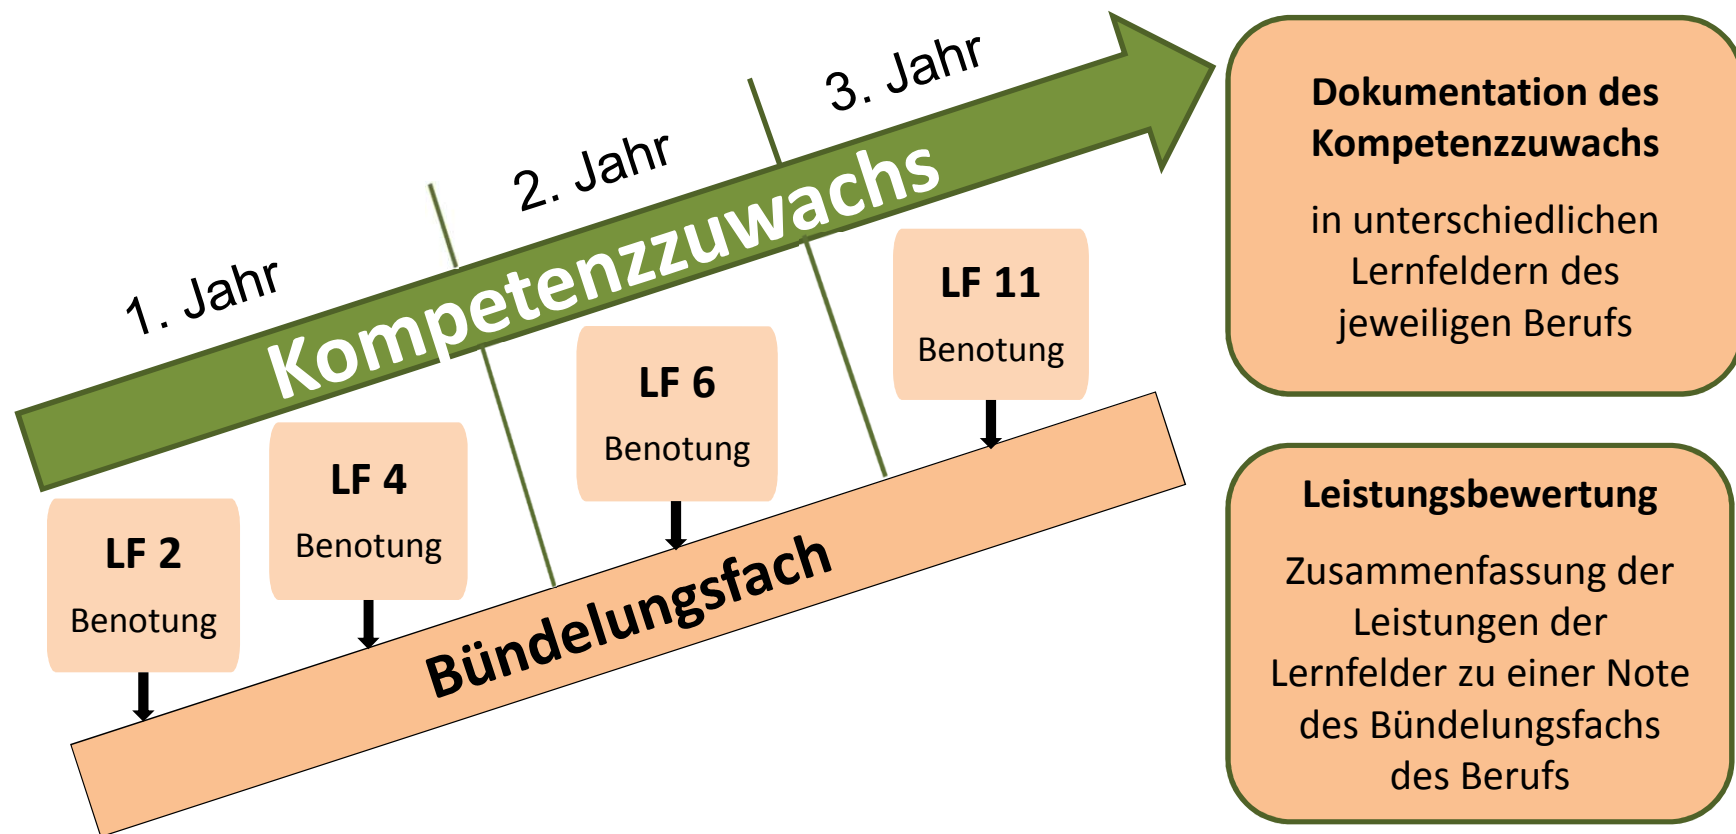 1. Jahr
2. Jahr
3. Jahr
Kompetenzzuwachs
LF 2
Benotung
LF 4
Benotung
LF 6
Benotung
LF 11
Benotung
Bündelungsfach
Dokumentation des
Kompetenzzuwachs
in unterschiedlichen
Lernfeldern des
jeweiligen Berufs
Leistungsbewertung
Zusammenfassung der
Leistungen der
Lernfelder zu einer Note
des Bündelungsfachs
des Berufs